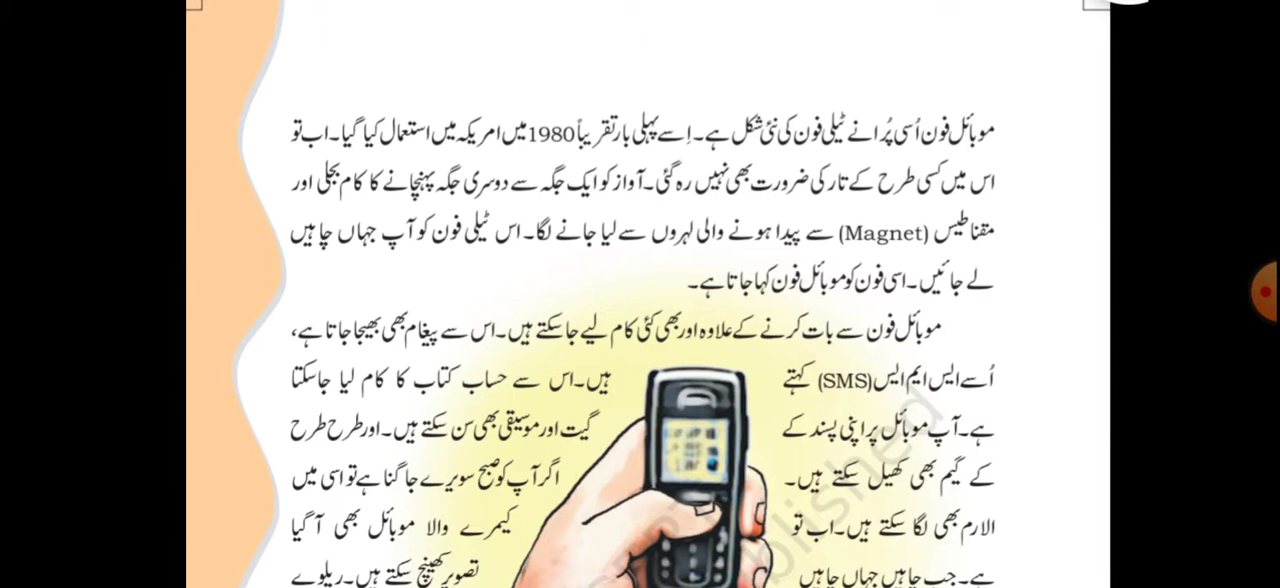 موبائل فون اُسی پُرانے ٹیلی فون کی نئی شکل ہے۔ اِسے پہلی بار تقریباً 1980 میں امریکہ میں استعمال کیا گیا۔ اب تو
اس میں کسی طرح کے تار کی ضرورت بھی نہیں رہ گئی۔ آواز کو ایک جگہ سے دوسری جگہ پہنچانے کا کام بجلی اور
مقناطیس (Magnet) سے پیدا ہونے والی لہروں سے لیا جانے لگا۔ اس ٹیلی فون کو آپ جہاں چاہیں
لے جائیں۔ اسی فون کو موبائل فون کہا جاتا ہے۔
موبائل فون سے بات کرنے کے علاوہ اور بھی کئی کام لیے جاسکتے ہیں۔ اس سے پیغام بھی بھیجا جاتا ہے،
اُسے ایس ایم ایس (SMS) کہتے ہیں۔ اس سے حساب کتاب کا کام لیا جاسکتا
ہے۔ آپ موبائل پر اپنی پسند کے گیت اور موسیقی بھی سن سکتے ہیں۔ اور طرح طرح
کے گیم بھی کھیل سکتے ہیں۔ اگر آپ کو صبح سویرے جاگنا ہے تو اسی میں
الارم بھی لگا سکتے ہیں۔ اب تو کیمرے والا موبائل بھی آ گیا
ہے۔ جب چاہیں جہاں چاہیں تصویر کھینچ سکتے ہیں۔ ریلوے
blished